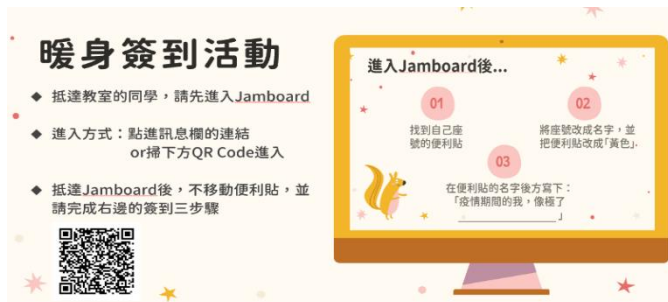 暖身簽到活動
◆ 抵達教室的同學，請先進入Jamboard
◆ 進入方式：點進訊息欄的連結
or掃下方QR Code進入
◆ 抵達Jamboard後，不移動便利貼，並
請完成右邊的簽到三步驟
進入Jamboard後...
01
找到自己座
號的便利貼
02
將座號改成名字，並
把便利貼改成「黃色」.
03
在便利貼的名字後方寫下：
「疫情期間的我，像極了
____________________」